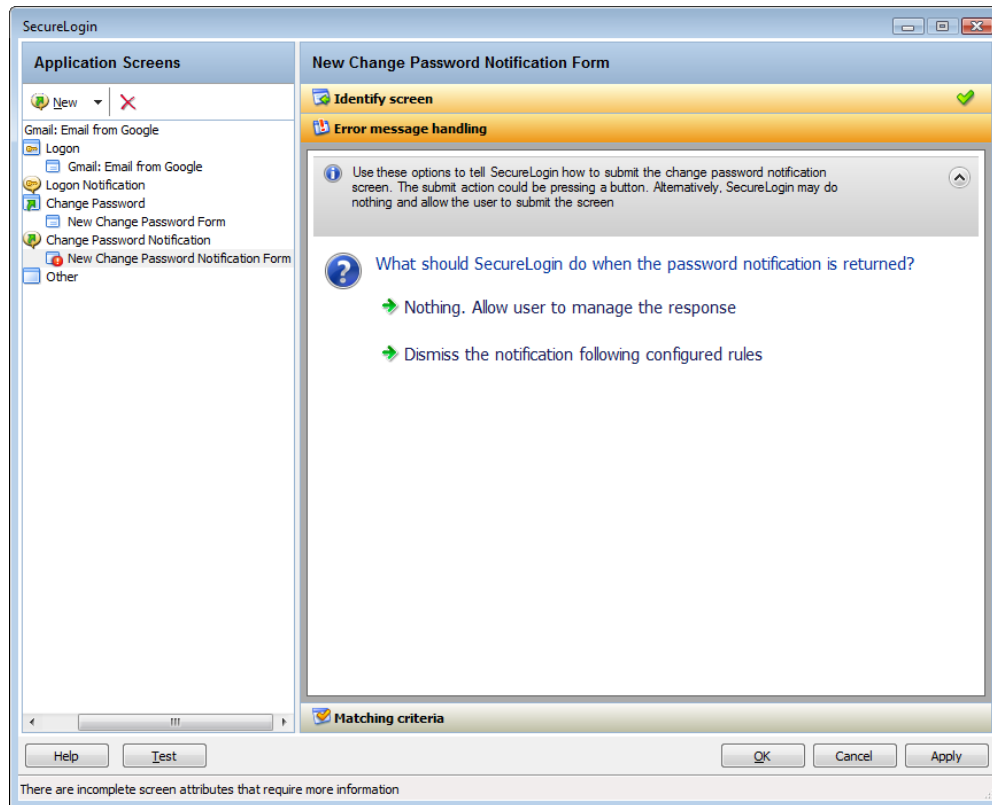 SecureLogin
Application Screens
New
Gmail: Email from Google
Logon
Gmail: Email from Google
Logon Notification
Change Password
New Change Password Form
Change Password Notification
New Change Password Notification Form
Other
New Change Password Notification Form
Identify screen
Error message handling
Use these options to tell SecureLogin how to submit the change password notification
screen. The submit action could be pressing a button. Alternatively, SecureLogin may do
nothing and allow the user to submit the screen
What should SecureLogin do when the password notification is returned?
Nothing. Allow user to manage the response
Dismiss the notification following configured rules
Matching criteria
Help
Test
OK
Cancel
Apply
There are incomplete screen attributes that require more information